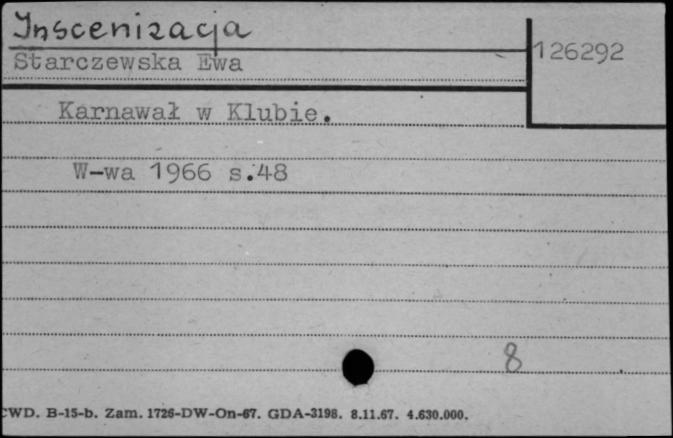 Inscenizacja
Starczewska Ewa
126292
Karnawał w Klubie.
W-wa 1966 s.48
8
CWD. B-15-b. Zam. 1726-DW-On-67. GDA-3198. 8.11.67. 4.630.000.